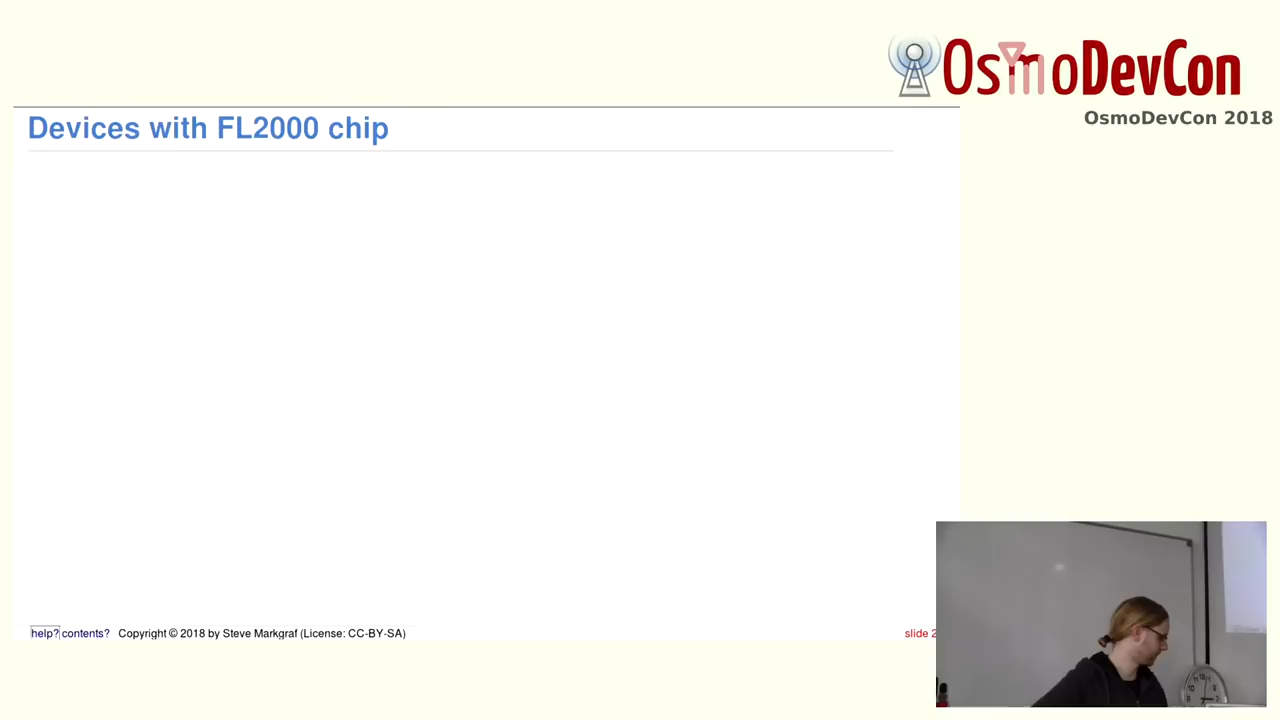 OsmoDevCon
OsmoDevCon 2018
Devices with FL2000 chip
help? contents? Copyright © 2018 by Steve Markgraf (License: CC-BY-SA)
slide 2